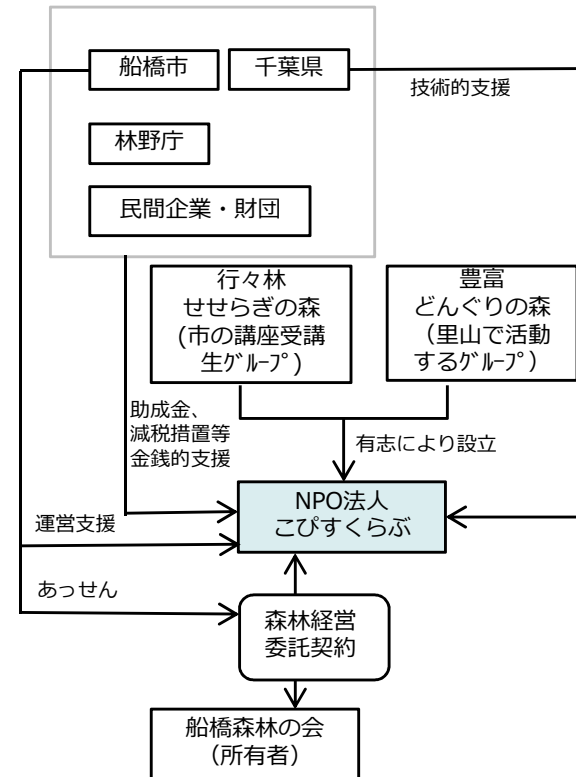 船橋市
千葉県
技術的支援
林野庁
民間企業・財団
行々林
せせらぎの森
(市の講座受講
生ｸﾞﾙｰﾌﾟ)
豊富
どんぐりの森
（里山で活動
するｸﾞﾙｰﾌﾟ）
助成金、
減税措置等
金銭的支援
有志により設立
NPO法人
こぴすくらぶ
運営支援
あっせん
森林経営
委託契約
船橋森林の会
（所有者）